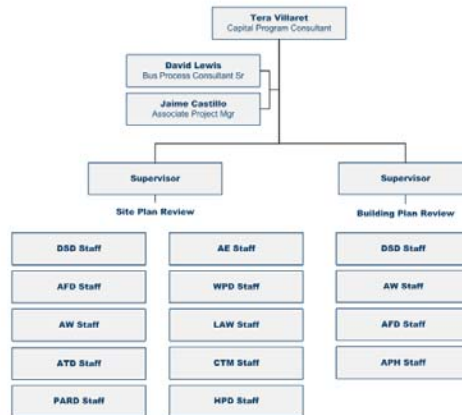 Tera Villaret
Capital Program Consultant
David Lewis
Bus Process Consultant Sr
Jaime Castillo
Associate Project Mgr
Supervisor
Site Plan Review
DSD Staff
AFD Staff
AW Staff
ATD Staff
PARD Staff
AE Staff
WPD Staff
LAW Staff
CTM Staff
HPD Staff
Supervisor
Building Plan Review
DSD Staff
AW Staff
AFD Staff
APH Staff